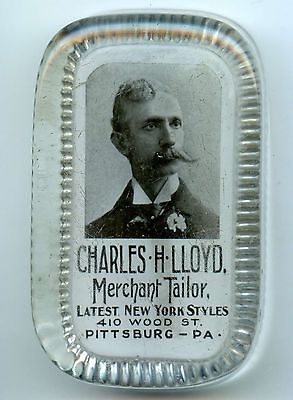 CHARLES·H·LLOYD.
Merchant Tailor.
LATEST NEW YORK STYLES
410 WOOD ST.
PITTSBURG-PA.